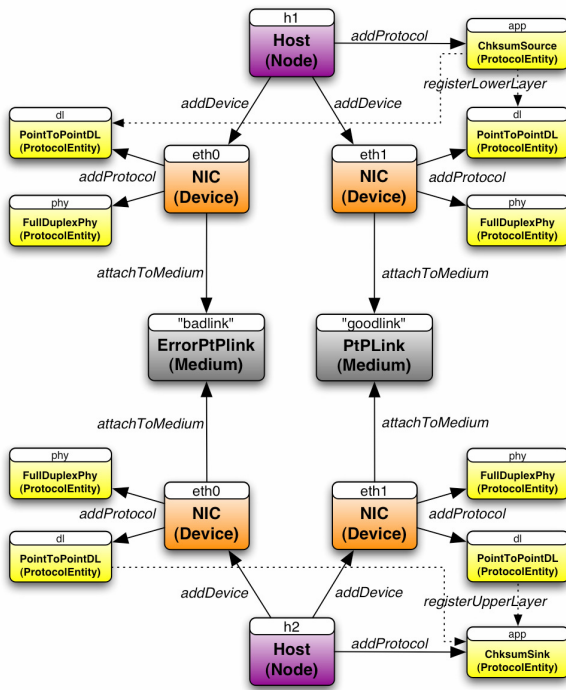 h1
Host
(Node)
addProtocol
app
ChksumSource
(ProtocolEntity)
registerLowerLayer
addDevice
addDevice
dl
PointToPointDL
(ProtocolEntity)
addProtocol
phy
FullDuplexPhy
(ProtocolEntity)
eth0
NIC
(Device)
eth1
NIC
(Device)
dl
PointToPointDL
(ProtocolEntity)
addProtocol
phy
FullDuplexPhy
(ProtocolEntity)
attachToMedium
attachToMedium
"badlink"
ErrorPtPlink
(Medium)
"goodlink"
PtPLink
(Medium)
attachToMedium
attachToMedium
phy
FullDuplexPhy
(ProtocolEntity)
addProtocol
dl
PointToPointDL
(ProtocolEntity)
eth0
NIC
(Device)
eth1
NIC
(Device)
phy
FullDuplexPhy
(ProtocolEntity)
addProtocol
dl
PointToPointDL
(ProtocolEntity)
addDevice
addDevice
registerUpperLayer
h2
Host
(Node)
addProtocol
app
ChksumSink
(ProtocolEntity)